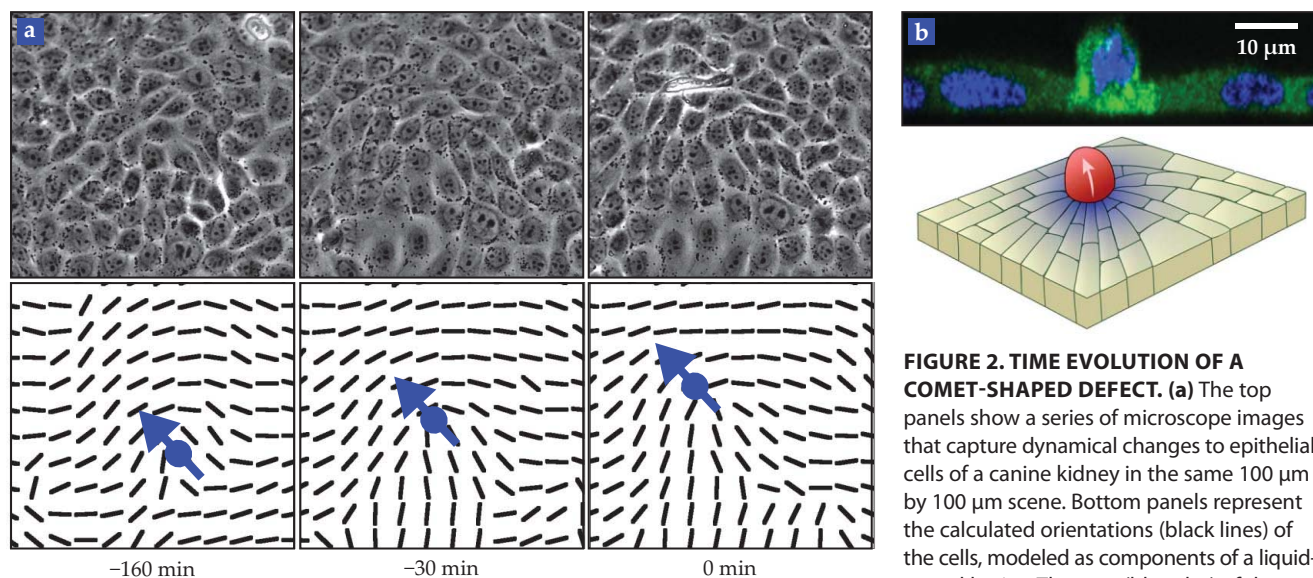 a
b
10 μm
−160 min
−30 min
0 min
FIGURE 2. TIME EVOLUTION OF A
COMET-SHAPED DEFECT. (a) The top
panels show a series of microscope images
that capture dynamical changes to epithelial
cells of a canine kidney in the same 100 μm
by 100 μm scene. Bottom panels represent
the calculated orientations (black lines) of
the cells, modeled as components of a liquid-